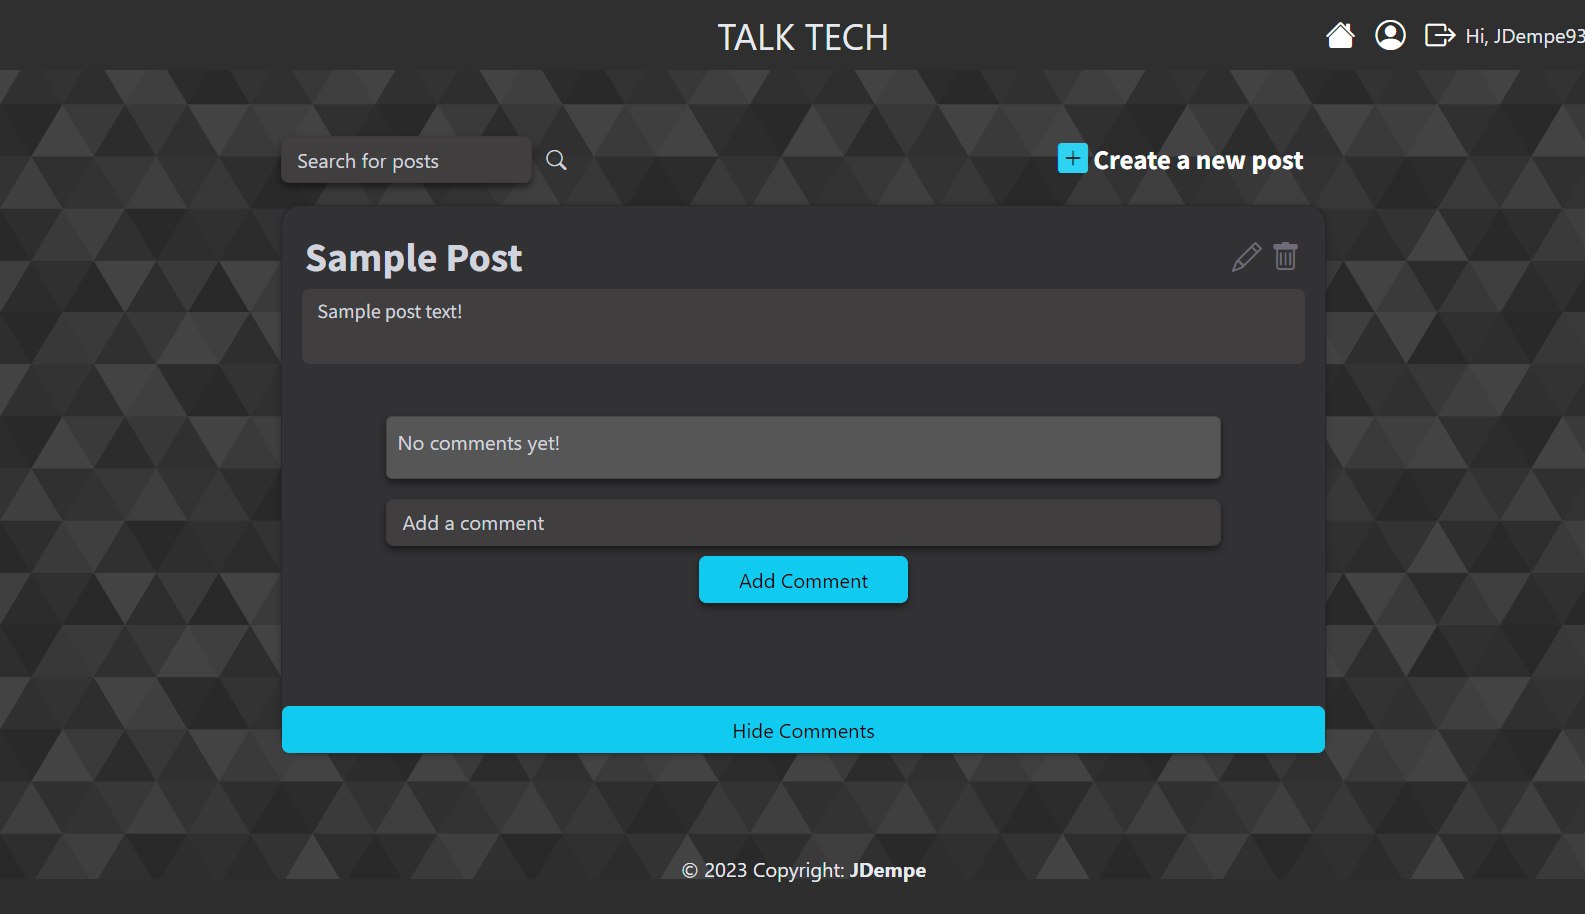 TALK TECH
Hi, JDempe93
Search for posts
Create a new post
Sample Post
Sample post text!
No comments yet!
Add a comment
Add Comment
Hide Comments
© 2023 Copyright: JDempe